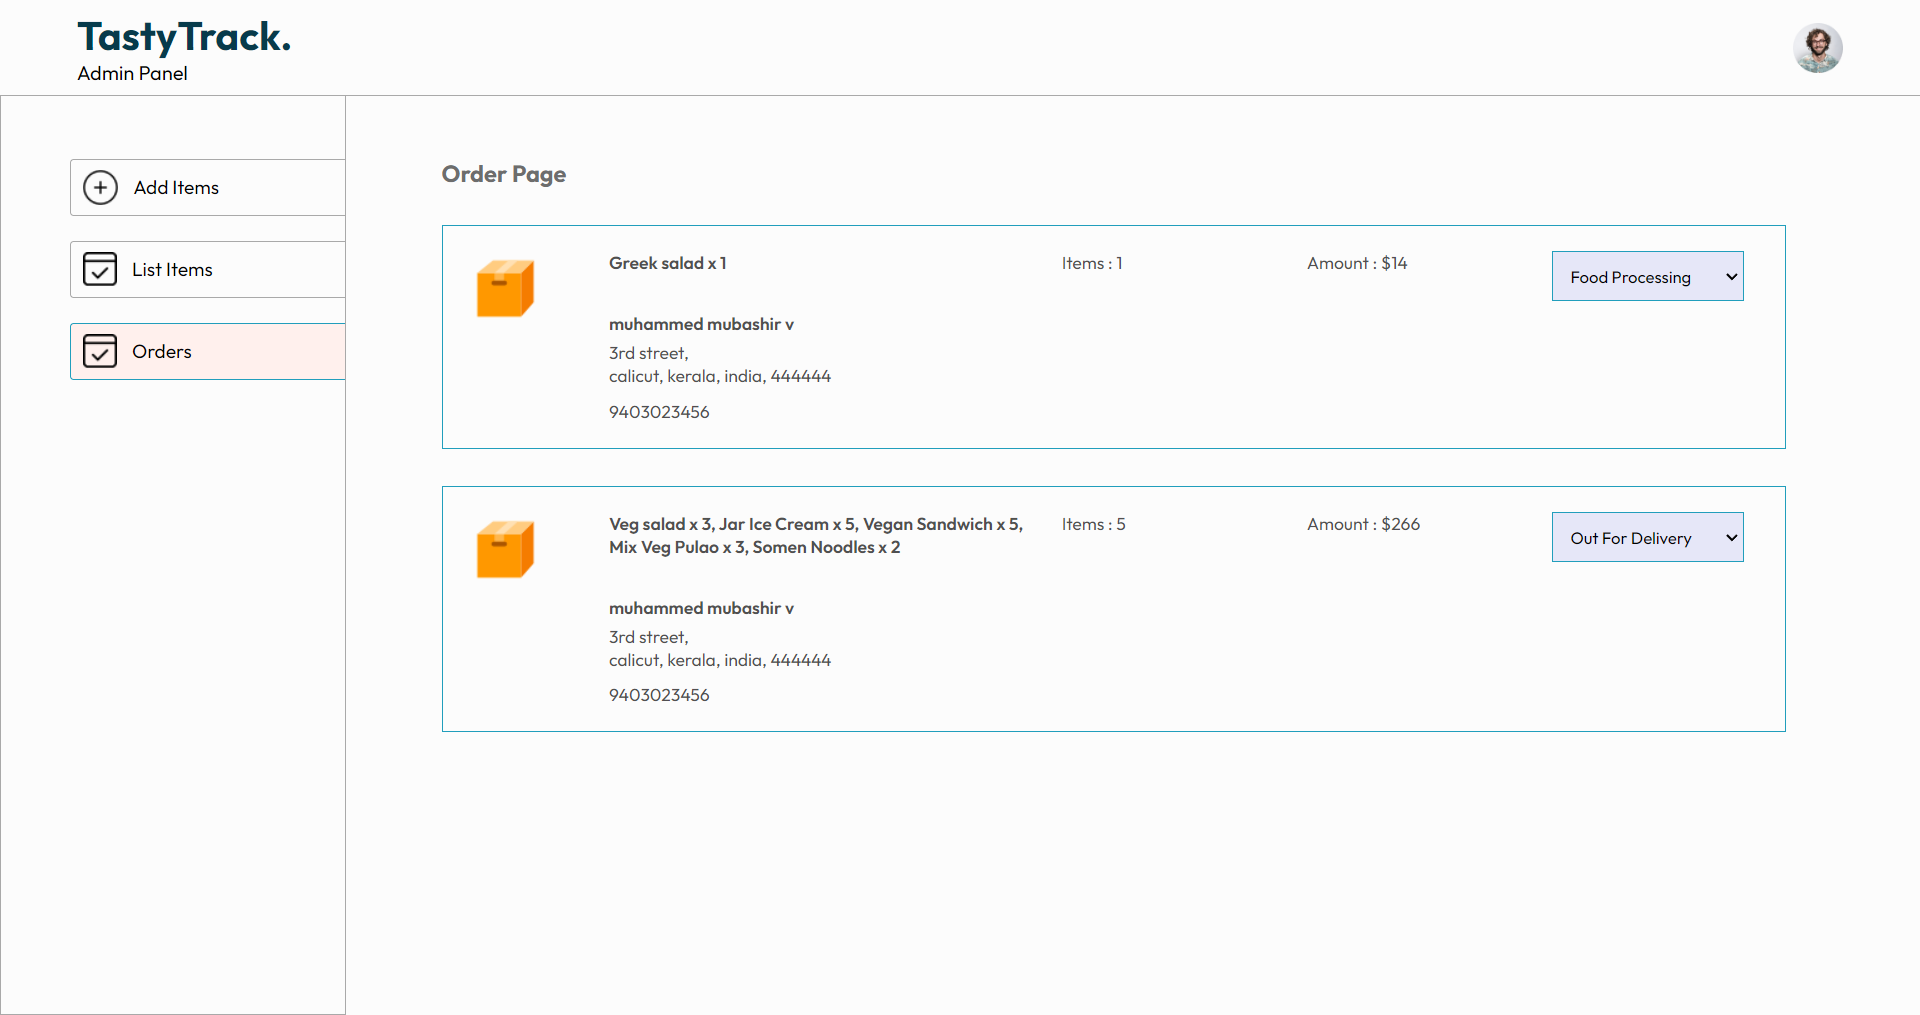 TastyTrack.
Admin Panel
Add Items
List Items
Orders
Order Page
Greek salad x 1
Items : 1
Amount : $14
Food Processing
muhammed mubashir v
3rd street,
calicut, kerala, india, 444444
9403023456
Veg salad x 3, Jar Ice Cream x 5, Vegan Sandwich x 5,
Mix Veg Pulao x 3, Somen Noodles x 2
Items : 5
Amount : $266
Out For Delivery
muhammed mubashir v
3rd street,
calicut, kerala, india, 444444
9403023456